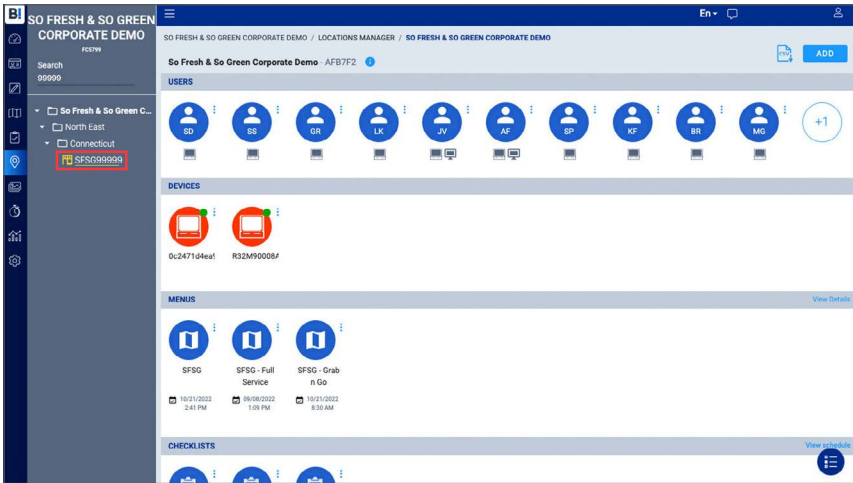 B!
SO FRESH & SO GREEN
CORPORATE DEMO
FC5799
Search
99999
So Fresh & So Green C...
North East
Connecticut
SFSG99999
En
SO FRESH & SO GREEN CORPORATE DEMO / LOCATIONS MANAGER / SO FRESH & SO GREEN CORPORATE DEMO
So Fresh & So Green Corporate Demo - AFB7F2
CSV
ADD
USERS
SD SS GR LK JV AF SP KF BR MG +1
DEVICES
0c2471d4ea9 R32M90008A
MENUS
View Details
SFSG
SFSG - Full
Service
SFSG - Grab
n Go
10/21/2022
2:41 PM
09/08/2022
1:09 PM
10/21/2022
8:30 AM
CHECKLISTS
View schedule